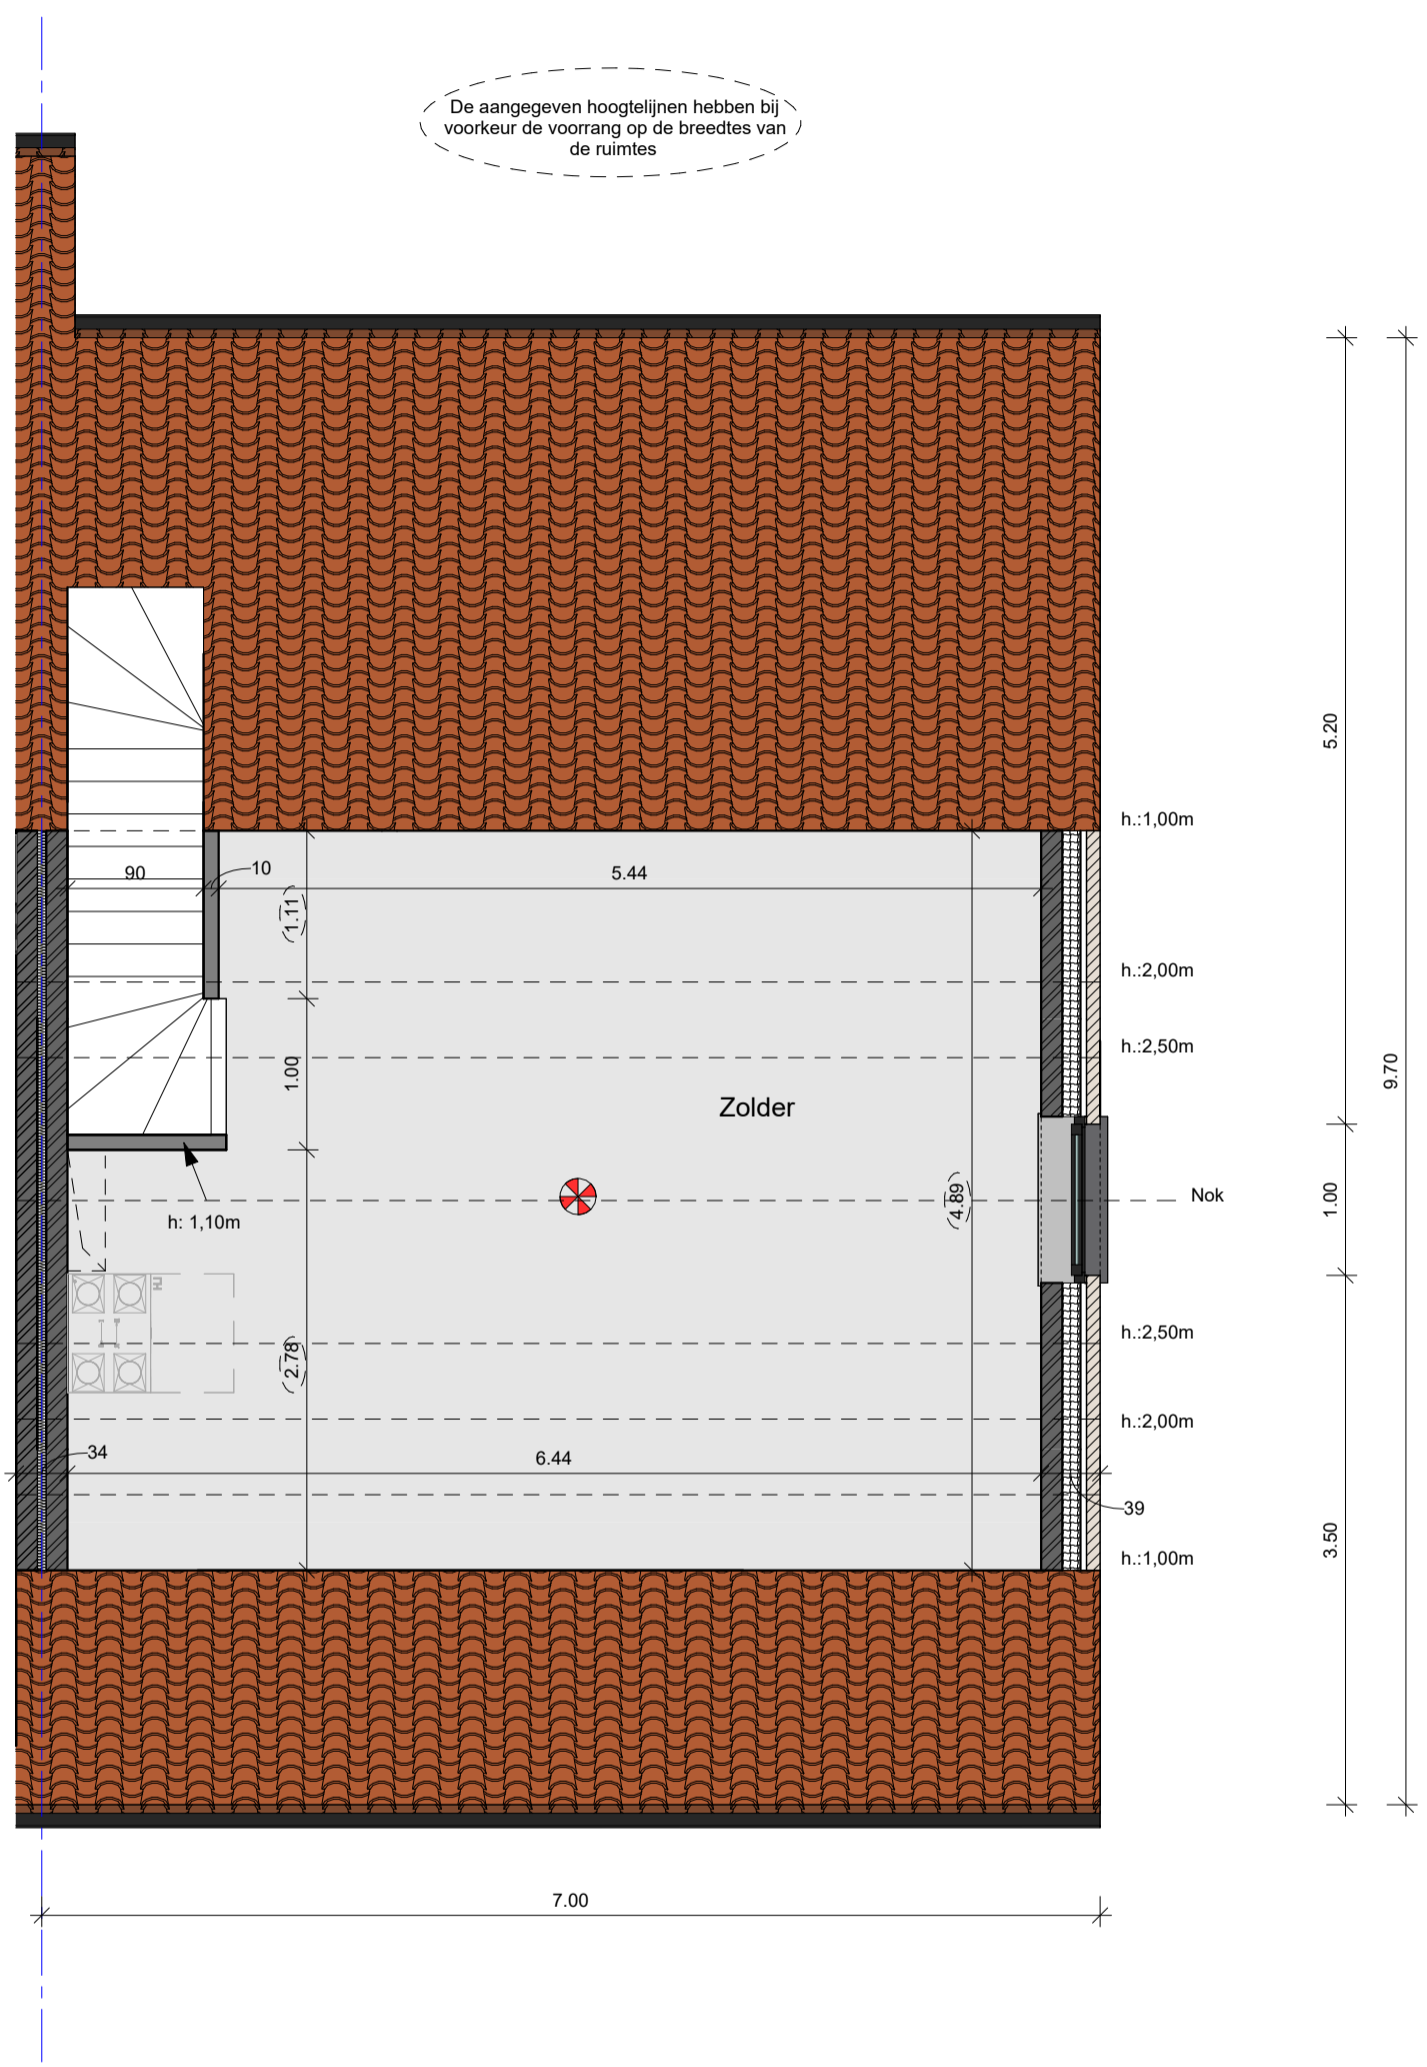 De aangegeven hoogtelijnen hebben bij
voorkeur de voorrang op de breedtes van
de ruimtes
h.:1,00m
90
10
5.44
1.11
h.:2,00m
h.:2,50m
1.00
Zolder
5.20
9.70
h: 1,10m
4.89
Nok
1.00
h.:2,50m
2.78
h.:2,00m
34
6.44
39
h.:1,00m
3.50
7.00